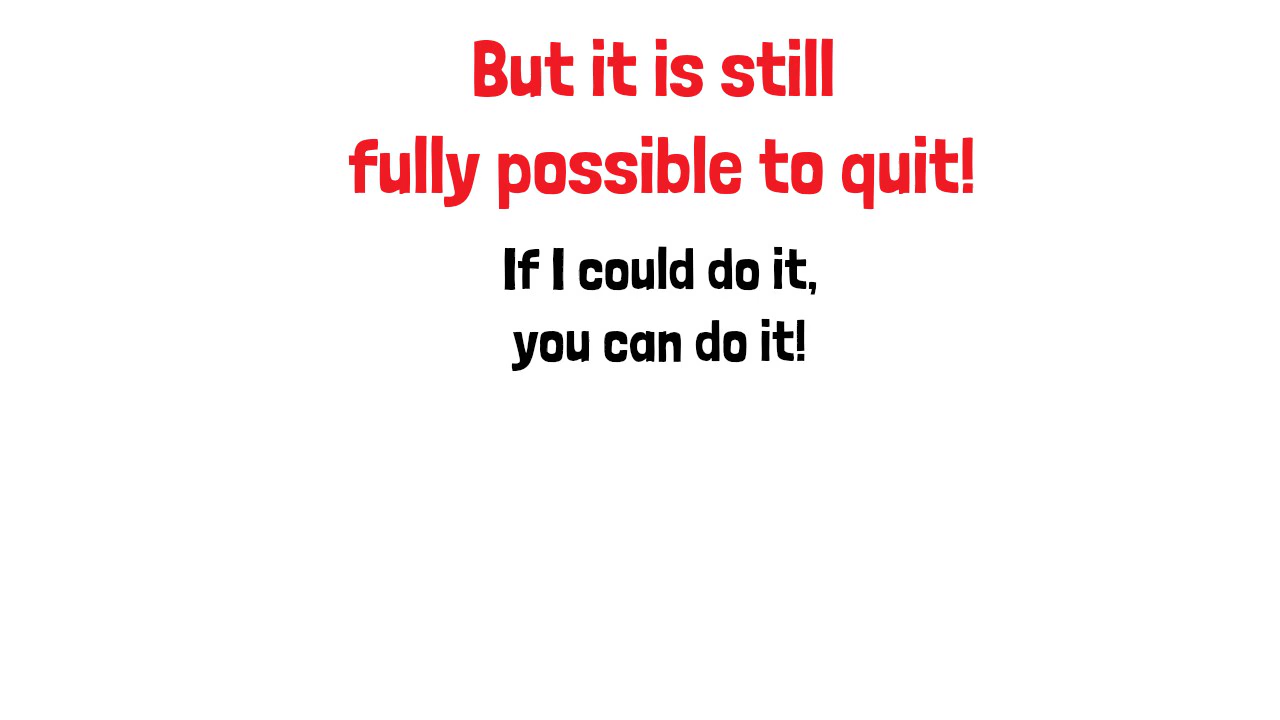 But it is still
fully possible to quit!
If I could do it,
you can do it!